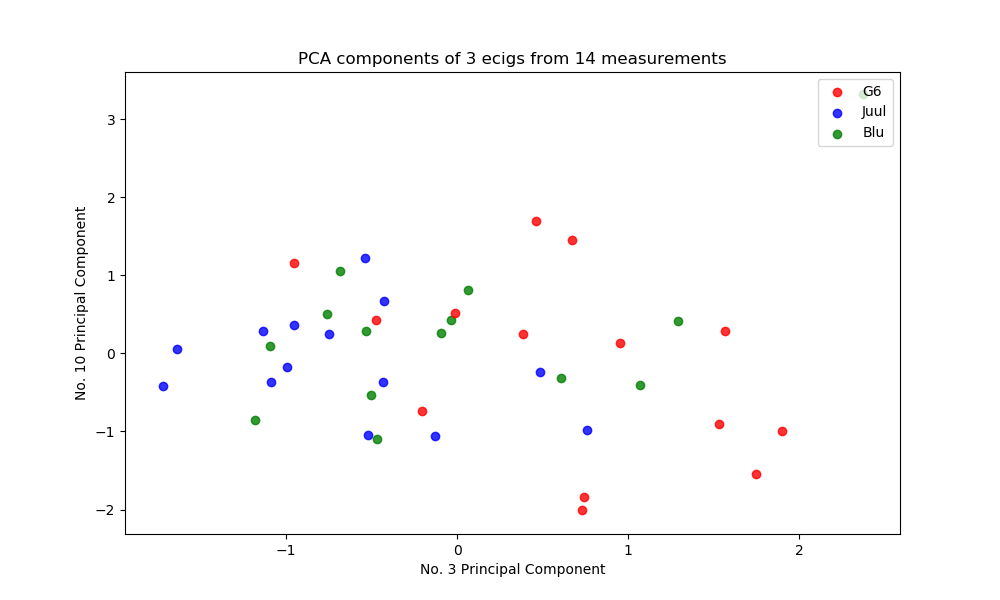 PCA components of 3 ecigs from 14 measurements
G6
Juul
Blu
3
2
1
0
−1
−2
No. 10 Principal Component
−1 0 1 2
No. 3 Principal Component